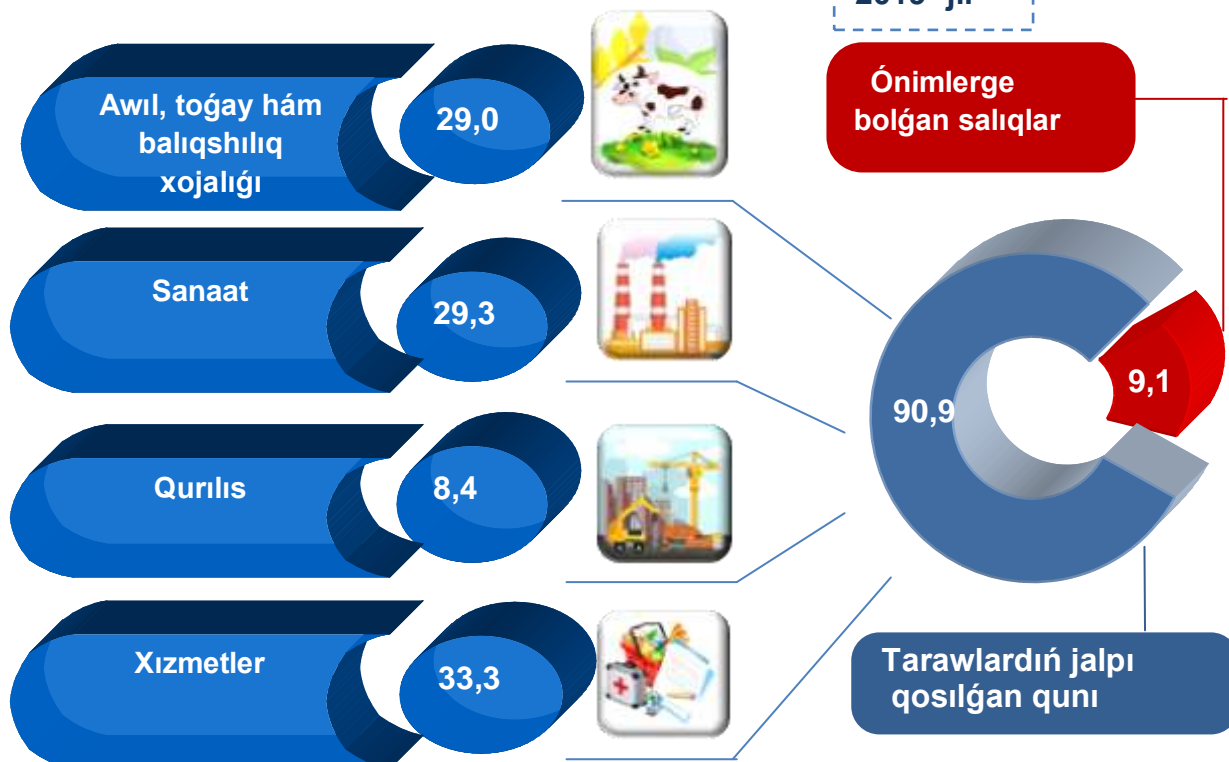 Ónimlerge
bolǵan salıqlar
Awıl, toǵay hám
balıqshılıq
xojalıǵı
29,0
Sanaat
29,3
90,9
9,1
Qurılıs
8,4
Xızmetler
33,3
Tarawlardıń jalpı
qosılǵan qunı